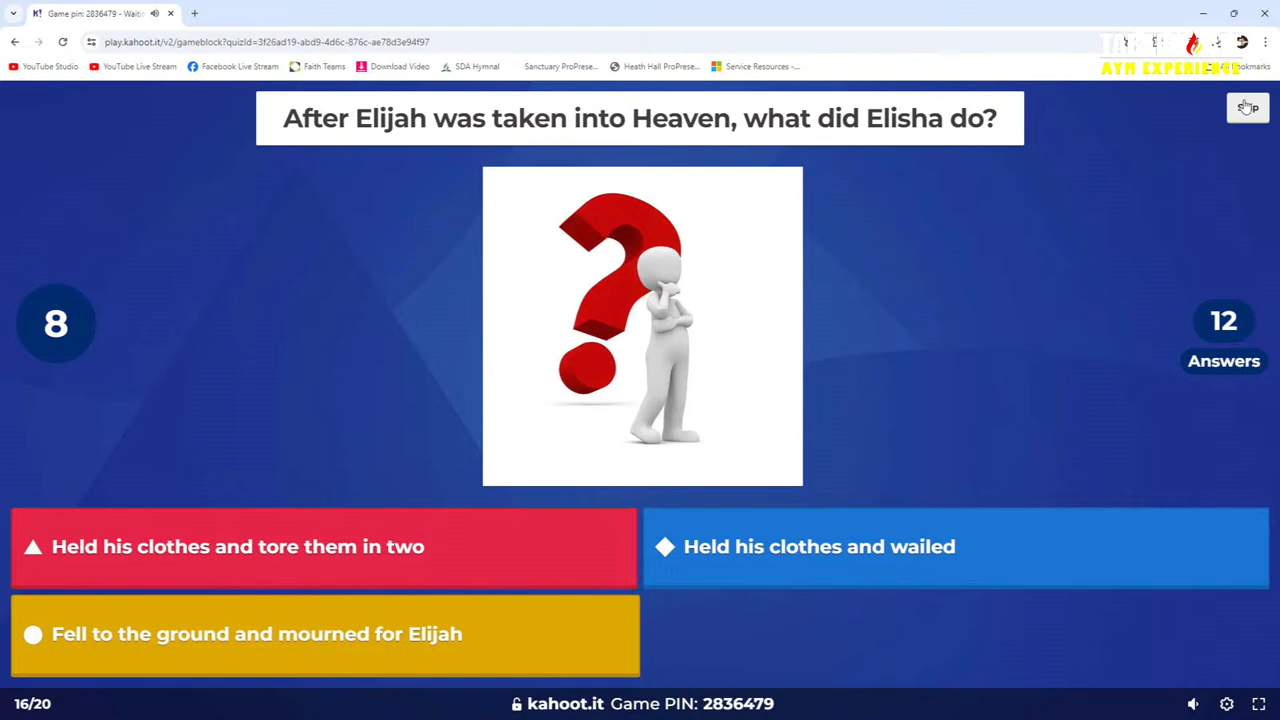 Game pin: 2836479 - Waiti
play.kahoot.it/v2/gameblock?quizId=3f26ad19-abd9-4d6c-876c-ae78d3e94f97
YouTube Studio YouTube Live Stream Facebook Live Stream Faith Teams Download Video SDA Hymnal Sanctuary ProPrese... Heath Hall ProPrese... Service Resources -...
AYM EXPERIENCE
After Elijah was taken into Heaven, what did Elisha do?
8
12
Answers
Held his clothes and tore them in two
Held his clothes and wailed
Fell to the ground and mourned for Elijah
16/20
kahoot.it Game PIN: 2836479